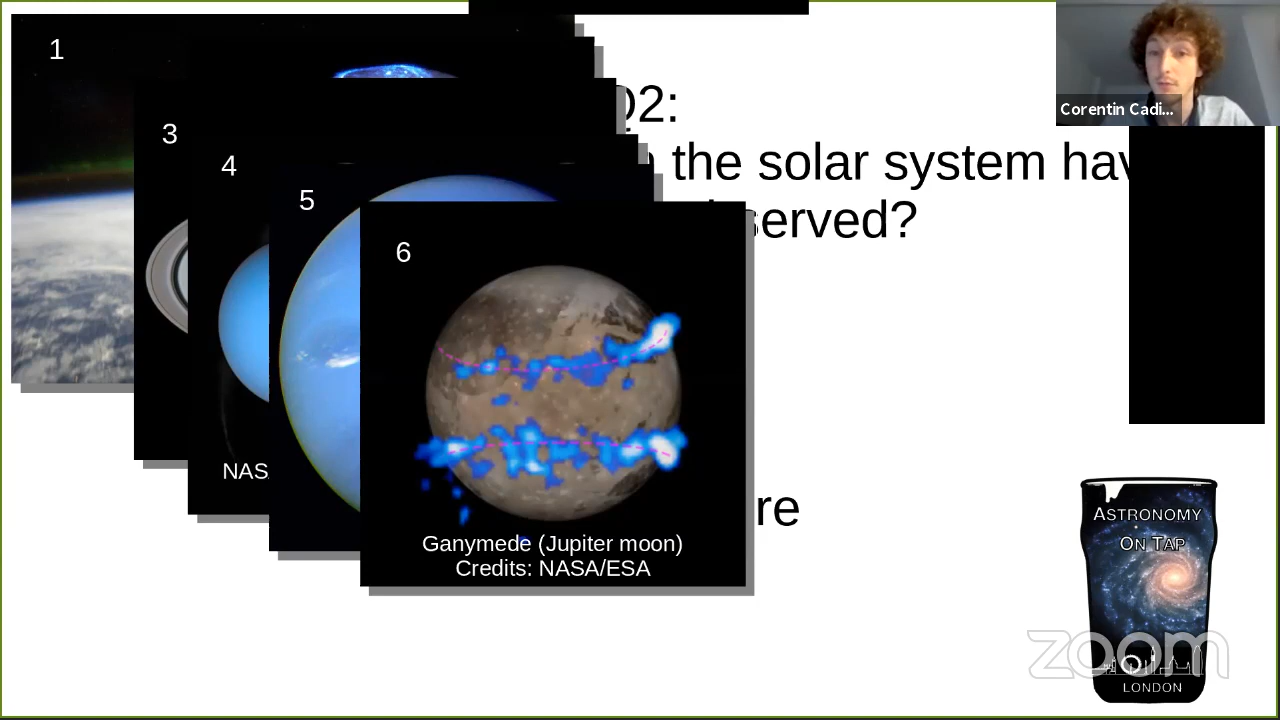 1
3
4
5
6
Q2:
the solar system have
served?
NAS
re
Ganymede (Jupiter moon)
Credits: NASA/ESA
Corentin Cadi...
ASTRONOMY
ON TAP
zoom
LONDON